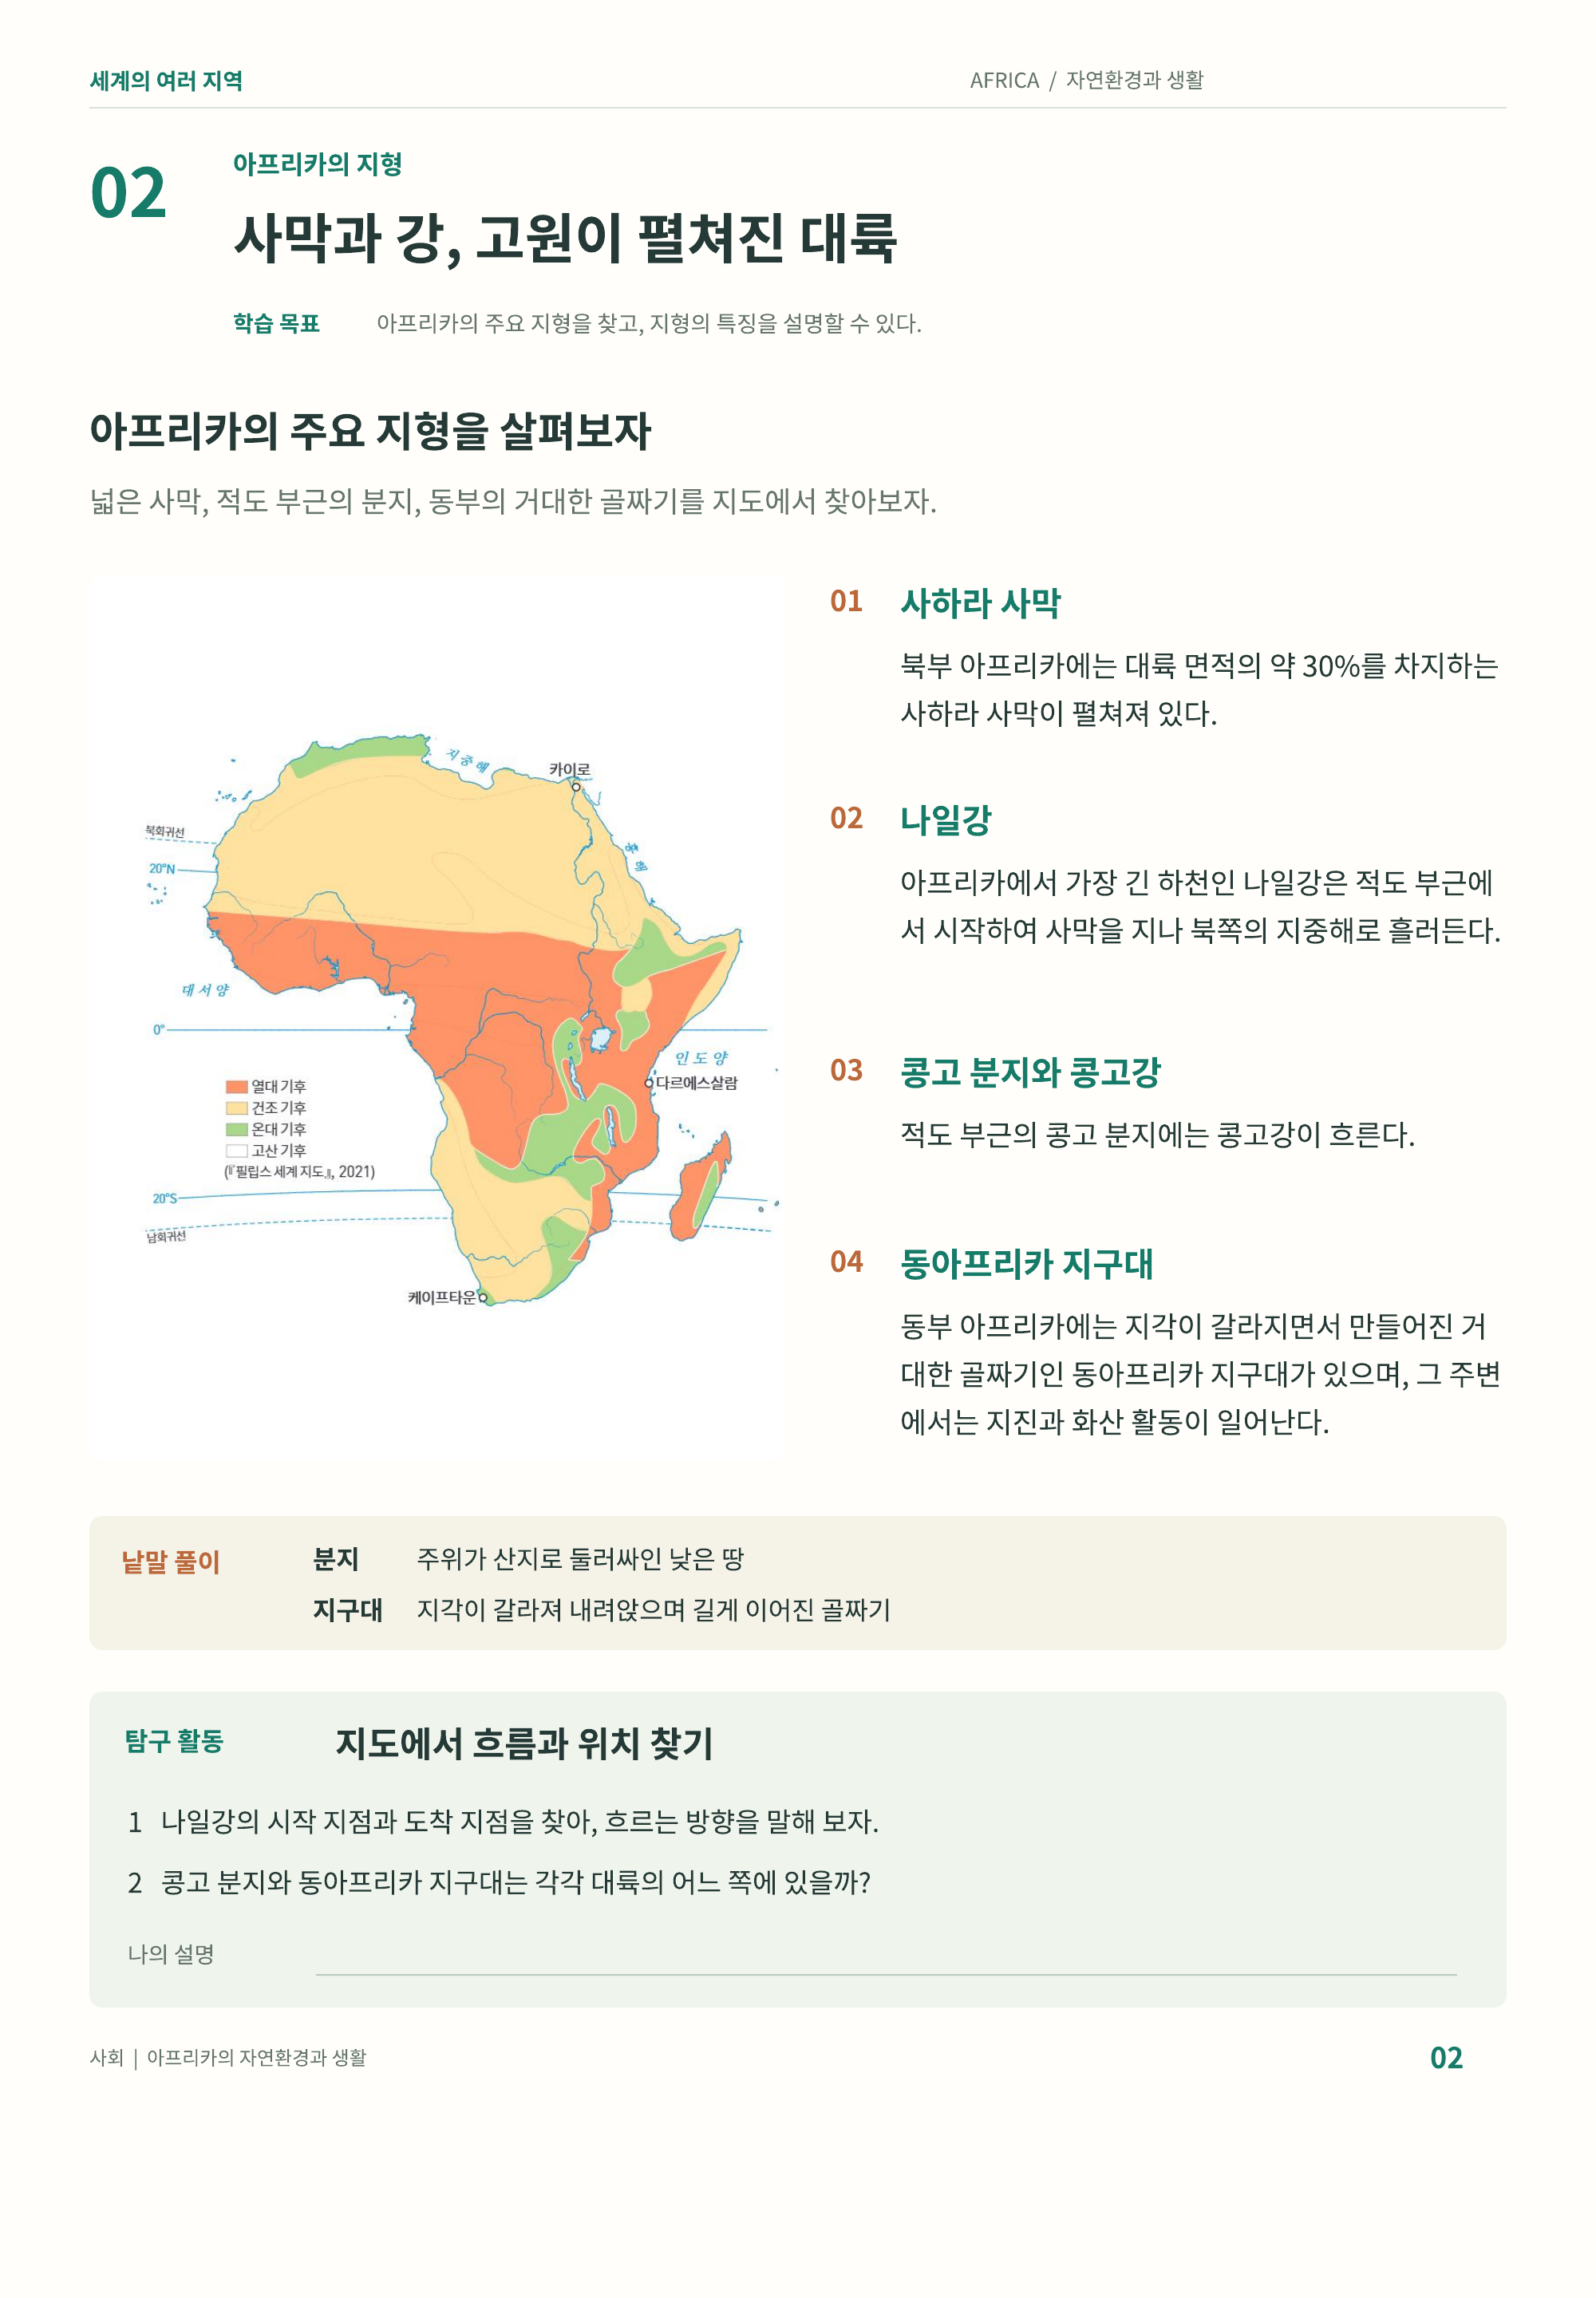 세계의 여러 지역
AFRICA / 자연환경과 생활
02
아프리카의 지형
사막과 강, 고원이 펼쳐진 대륙
학습 목표 아프리카의 주요 지형을 찾고, 지형의 특징을 설명할 수 있다.
아프리카의 주요 지형을 살펴보자
넓은 사막, 적도 부근의 분지, 동부의 거대한 골짜기를 지도에서 찾아보자.
지중해
카이로
북회귀선
홍해
20°N
대서양
0°
인도양
다르에스살람
열대 기후
건조 기후
온대 기후
고산 기후
(『필립스 세계 지도』, 2021)
20°S
남회귀선
케이프타운
01 사하라 사막
북부 아프리카에는 대륙 면적의 약 30%를 차지하는
사하라 사막이 펼쳐져 있다.
02 나일강
아프리카에서 가장 긴 하천인 나일강은 적도 부근에
서 시작하여 사막을 지나 북쪽의 지중해로 흘러든다.
03 콩고 분지와 콩고강
적도 부근의 콩고 분지에는 콩고강이 흐른다.
04 동아프리카 지구대
동부 아프리카에는 지각이 갈라지면서 만들어진 거
대한 골짜기인 동아프리카 지구대가 있으며, 그 주변
에서는 지진과 화산 활동이 일어난다.
낱말 풀이
분지 주위가 산지로 둘러싸인 낮은 땅
지구대 지각이 갈라져 내려앉으며 길게 이어진 골짜기
탐구 활동 지도에서 흐름과 위치 찾기
1 나일강의 시작 지점과 도착 지점을 찾아, 흐르는 방향을 말해 보자.
2 콩고 분지와 동아프리카 지구대는 각각 대륙의 어느 쪽에 있을까?
나의 설명
사회 | 아프리카의 자연환경과 생활
02